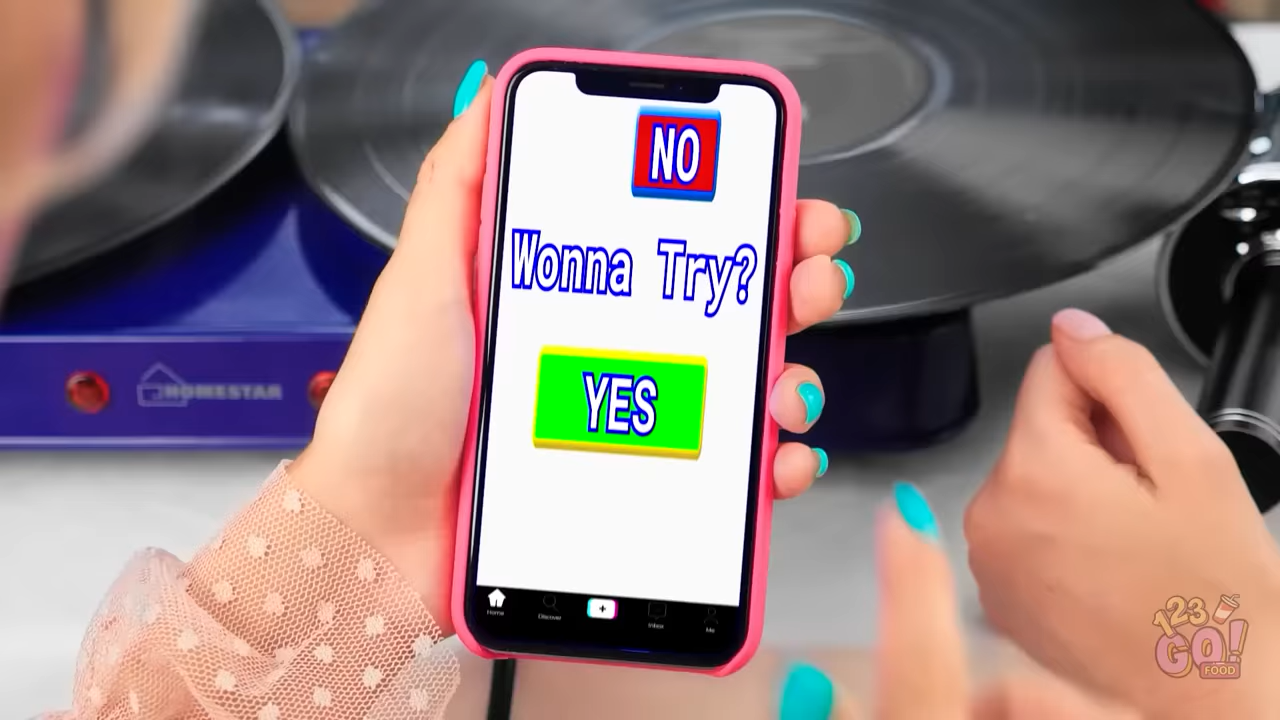 NO
Wonna Try?
YES
HOMESTAR
Home
Discover
Inbox
Me
123
GO!
FOOD